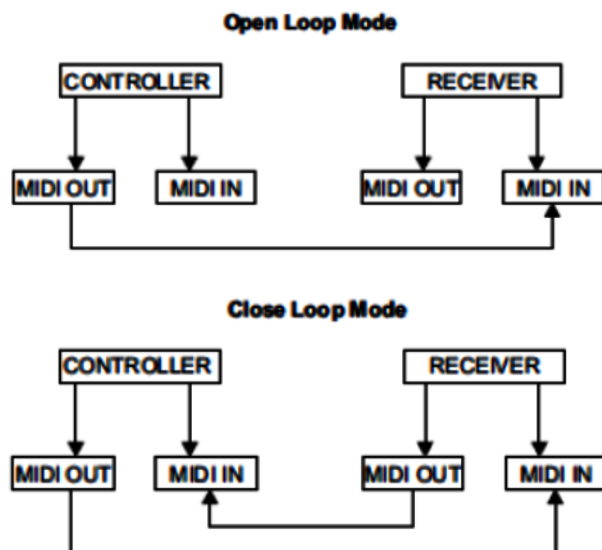 Open Loop Mode
CONTROLLER RECEIVER
MIDI OUT MIDI IN MIDI OUT MIDI IN
Close Loop Mode
CONTROLLER RECEIVER
MIDI OUT MIDI IN MIDI OUT MIDI IN